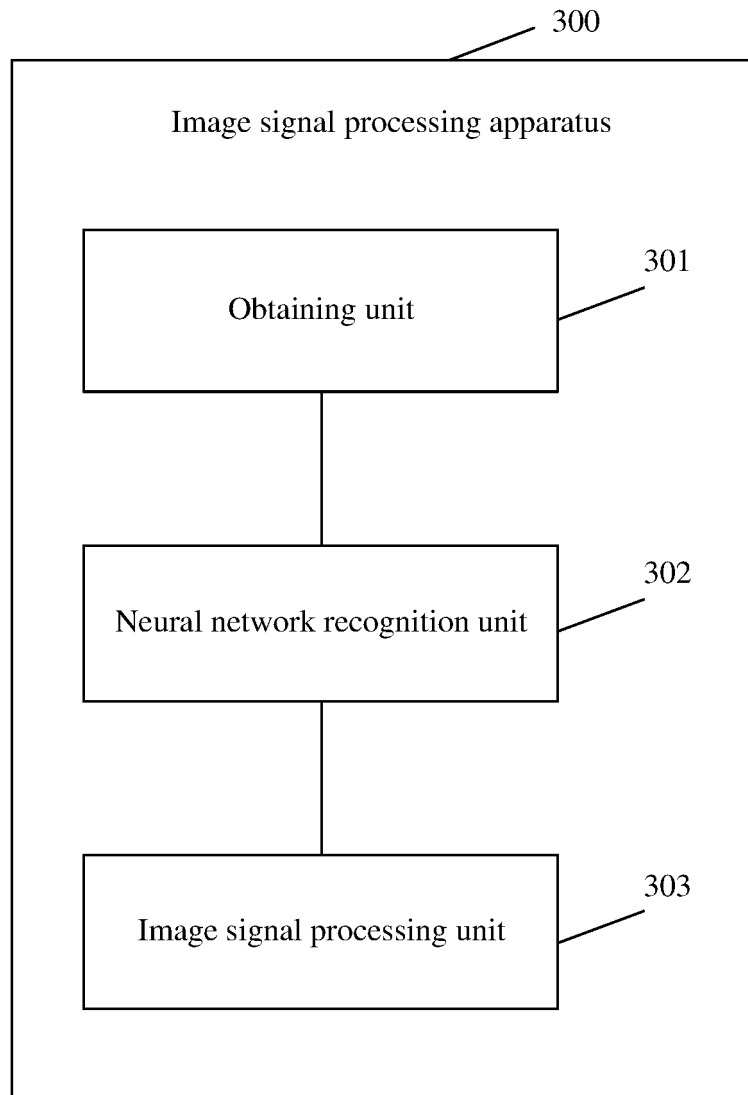 300
Image signal processing apparatus
301
Obtaining unit
302
Neural network recognition unit
303
Image signal processing unit